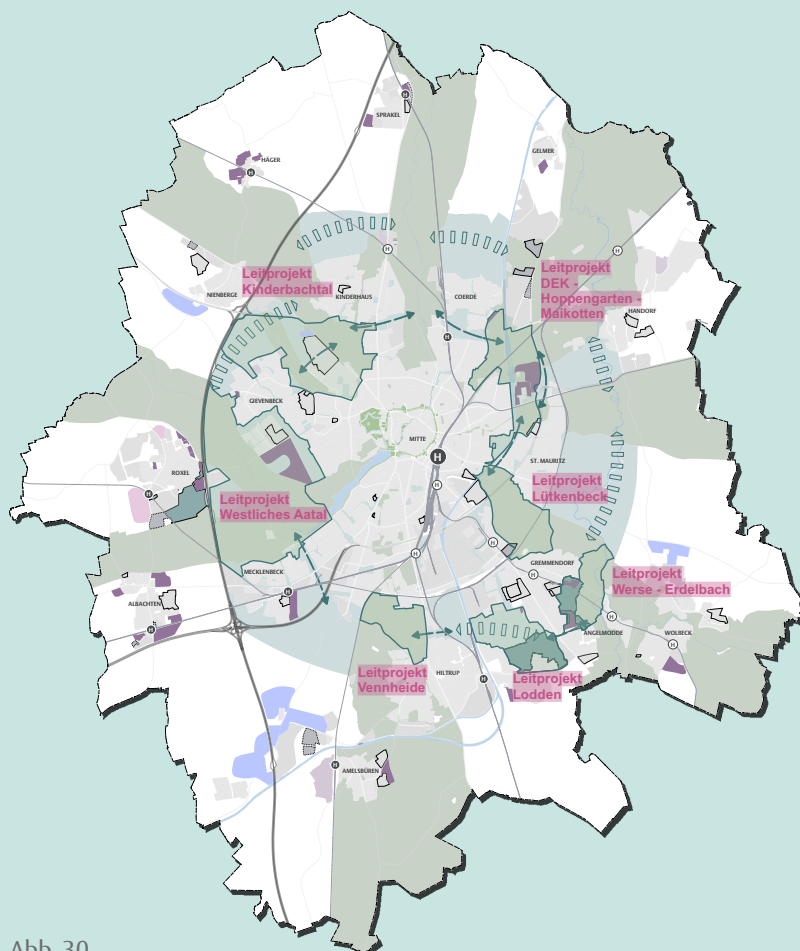 SPRAKEL
GELMER
HÄGER
Leitprojekt
Kinderbachtal
Leitprojekt
DEK -
Hoppengarten -
Maikotten
NIENBERGE
KINDERHAUS
COERDE
HANDORF
GIEVENBECK
MITTE
H
ROXEL
ST. MAURITZ
Leitprojekt
Westliches Aatal
Leitprojekt
Lütkenbeck
MECKLENBECK
GREMMENDORF
Leitprojekt
Werse - Erdelbach
ALBACHTEN
ANGELMODDE
WOLBECK
Leitprojekt
Vennheide
HILTRUP
Leitprojekt
Lodden
AMELSBÜREN
Abb. 30